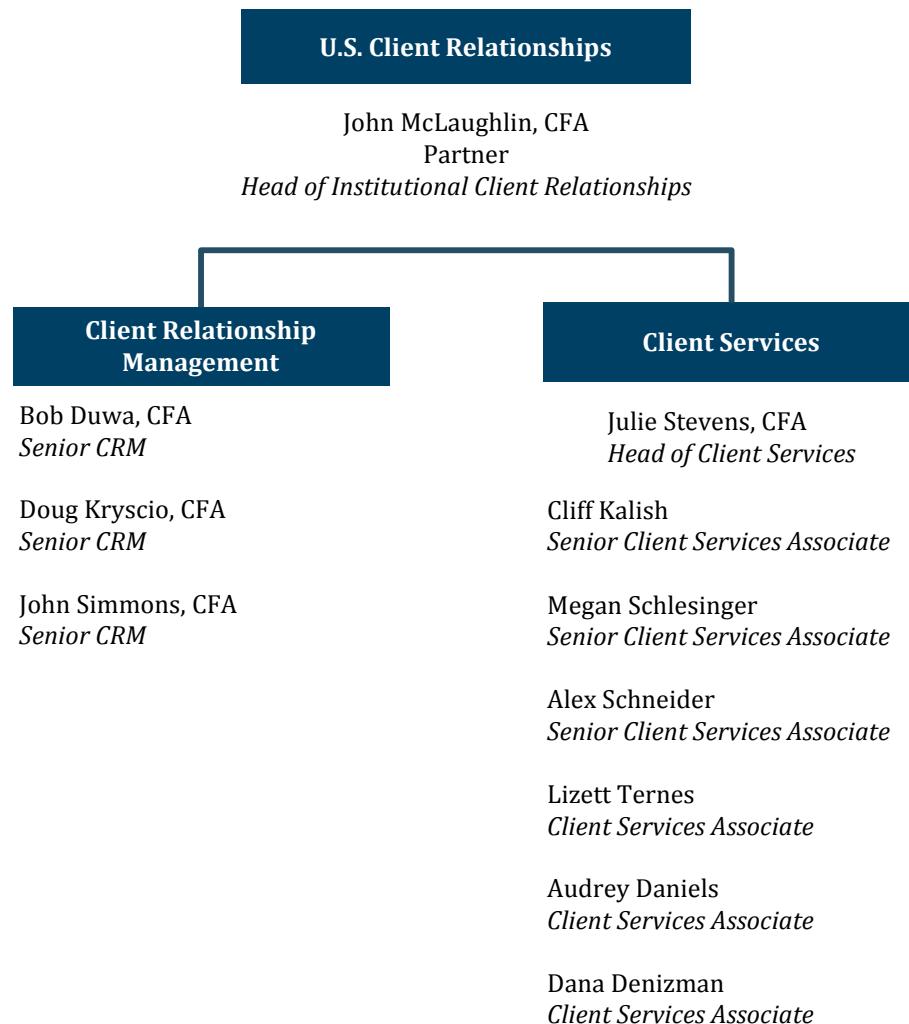 U.S. Client Relationships
John McLaughlin, CFA
Partner
Head of Institutional Client Relationships
Client Relationship
Management
Bob Duwa, CFA
Senior CRM
Doug Kryscio, CFA
Senior CRM
John Simmons, CFA
Senior CRM
Client Services
Julie Stevens, CFA
Head of Client Services
Cliff Kalish
Senior Client Services Associate
Megan Schlesinger
Senior Client Services Associate
Alex Schneider
Senior Client Services Associate
Lizett Ternes
Client Services Associate
Audrey Daniels
Client Services Associate
Dana Denizman
Client Services Associate